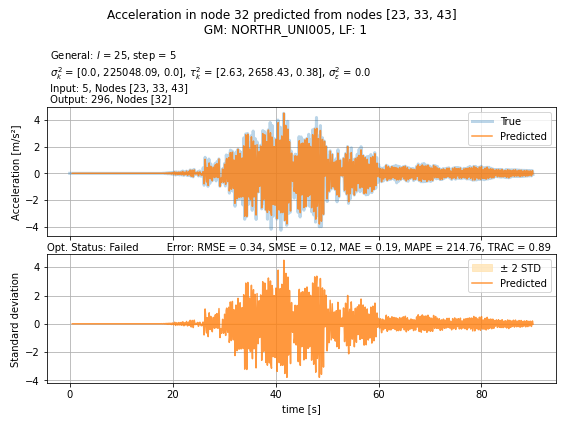 Acceleration in node 32 predicted from nodes [23, 33, 43]
GM: NORTHR_UNI005, LF: 1
General: l = 25, step = 5
σ²ₖ = [0.0, 225048.09, 0.0], τ²ₖ = [2.63, 2658.43, 0.38], σ²ε = 0.0
Input: 5, Nodes [23, 33, 43]
Output: 296, Nodes [32]
Acceleration [m/s²]
4
2
0
−2
−4
True
Predicted
Opt. Status: Failed
Error: RMSE = 0.34, SMSE = 0.12, MAE = 0.19, MAPE = 214.76, TRAC = 0.89
Standard deviation
4
2
0
−2
−4
± 2 STD
Predicted
0 20 40 60 80
time [s]